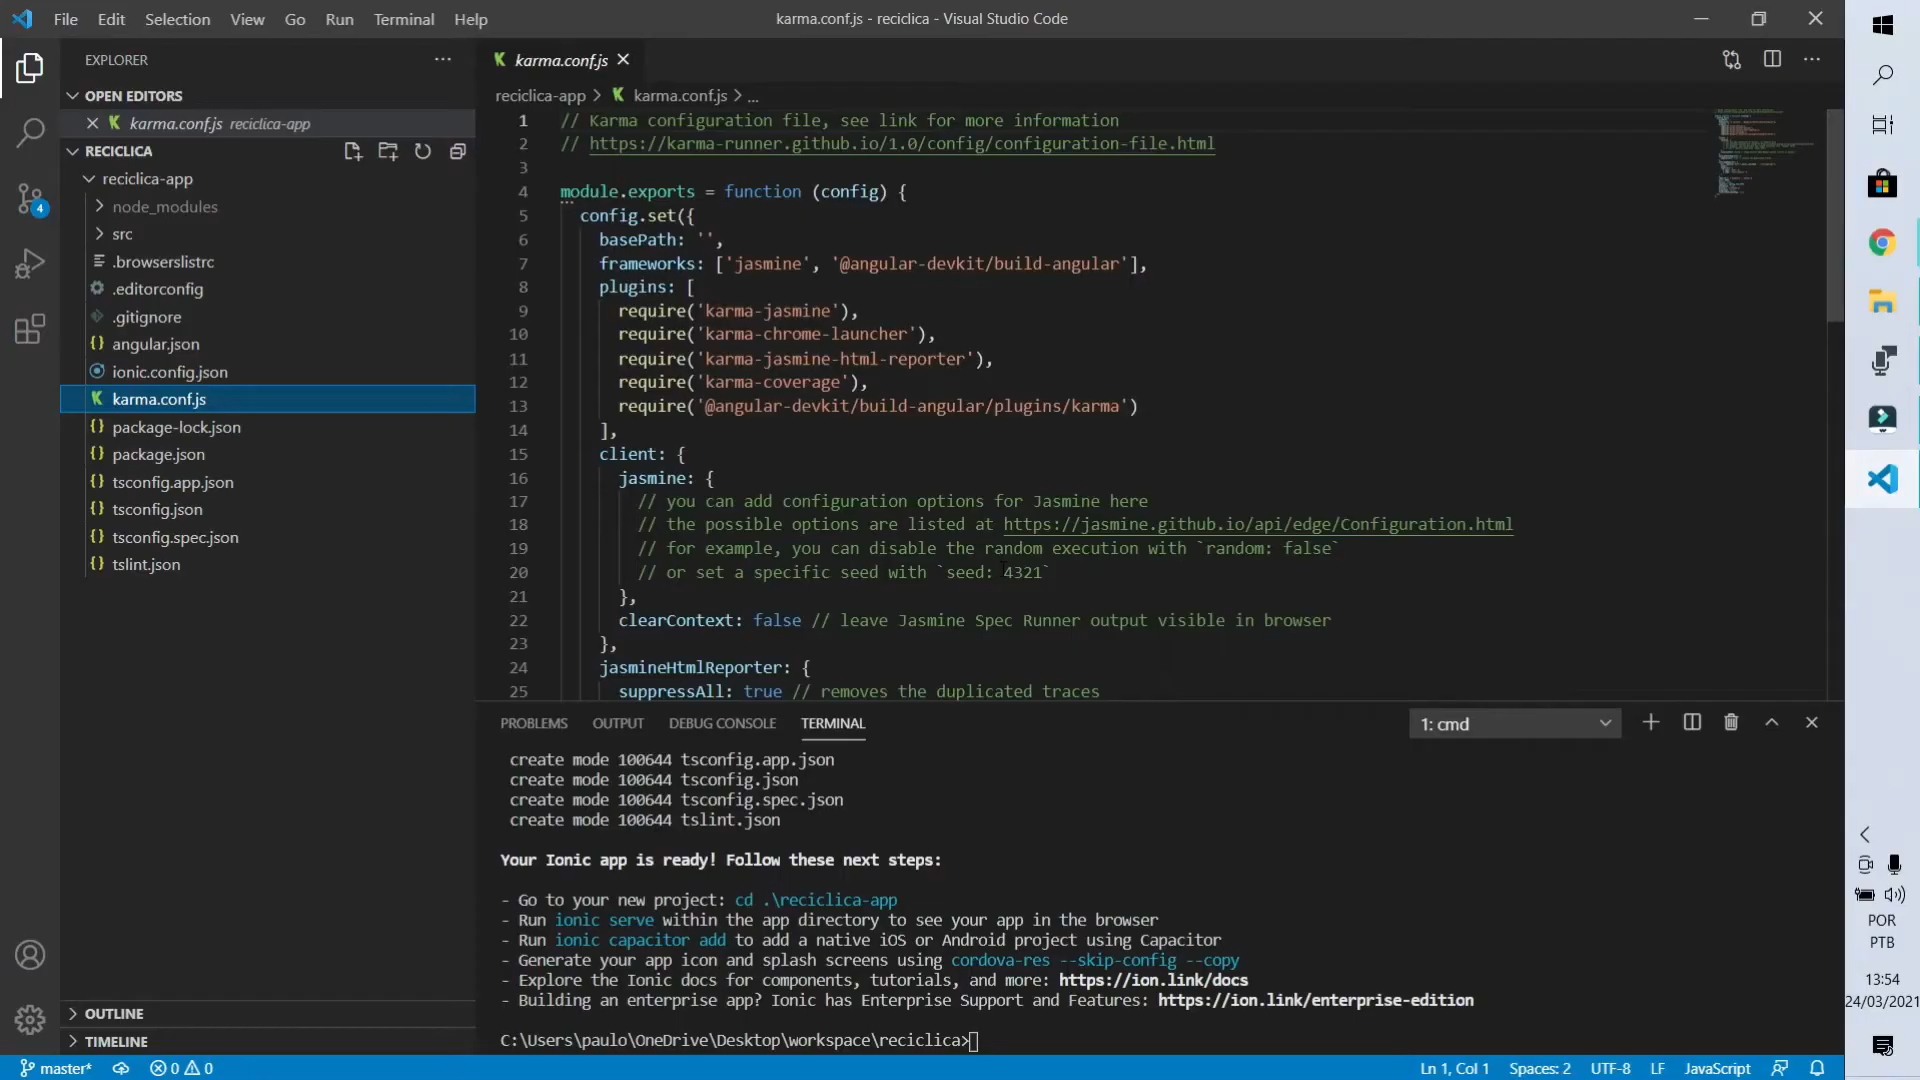 File Edit Selection View Go Run Terminal Help
karma.conf.js - reciclica - Visual Studio Code
EXPLORER
OPEN EDITORS
karma.conf.js reciclica-app
RECICLICA
reciclica-app
node_modules
src
.browserslistrc
.editorconfig
.gitignore
angular.json
ionic.config.json
karma.conf.js
package-lock.json
package.json
tsconfig.app.json
tsconfig.json
tsconfig.spec.json
tslint.json
OUTLINE
TIMELINE
4
karma.conf.js
reciclica-app > karma.conf.js > ...
1 // Karma configuration file, see link for more information
2 // https://karma-runner.github.io/1.0/config/configuration-file.html
3
4 module.exports = function (config) {
5 config.set({
6 basePath: '',
7 frameworks: ['jasmine', '@angular-devkit/build-angular'],
8 plugins: [
9 require('karma-jasmine'),
10 require('karma-chrome-launcher'),
11 require('karma-jasmine-html-reporter'),
12 require('karma-coverage'),
13 require('@angular-devkit/build-angular/plugins/karma')
14 ],
15 client: {
16 jasmine: {
17 // you can add configuration options for Jasmine here
18 // the possible options are listed at https://jasmine.github.io/api/edge/Configuration.html
19 // for example, you can disable the random execution with `random: false`
20 // or set a specific seed with `seed: 4321`
21 },
22 clearContext: false // leave Jasmine Spec Runner output visible in browser
23 },
24 jasmineHtmlReporter: {
25 suppressAll: true // removes the duplicated traces
PROBLEMS OUTPUT DEBUG CONSOLE TERMINAL
1: cmd
create mode 100644 tsconfig.app.json
create mode 100644 tsconfig.json
create mode 100644 tsconfig.spec.json
create mode 100644 tslint.json
Your Ionic app is ready! Follow these next steps:
- Go to your new project: cd .\reciclica-app
- Run ionic serve within the app directory to see your app in the browser
- Run ionic capacitor add to add a native iOS or Android project using Capacitor
- Generate your app icon and splash screens using cordova-res --skip-config --copy
- Explore the Ionic docs for components, tutorials, and more: https://ion.link/docs
- Building an enterprise app? Ionic has Enterprise Support and Features: https://ion.link/enterprise-edition
C:\Users\paulo\OneDrive\Desktop\workspace\reciclica>
master* 0 0
Ln 1, Col 1 Spaces: 2 UTF-8 LF JavaScript
POR
PTB
13:54
24/03/2021